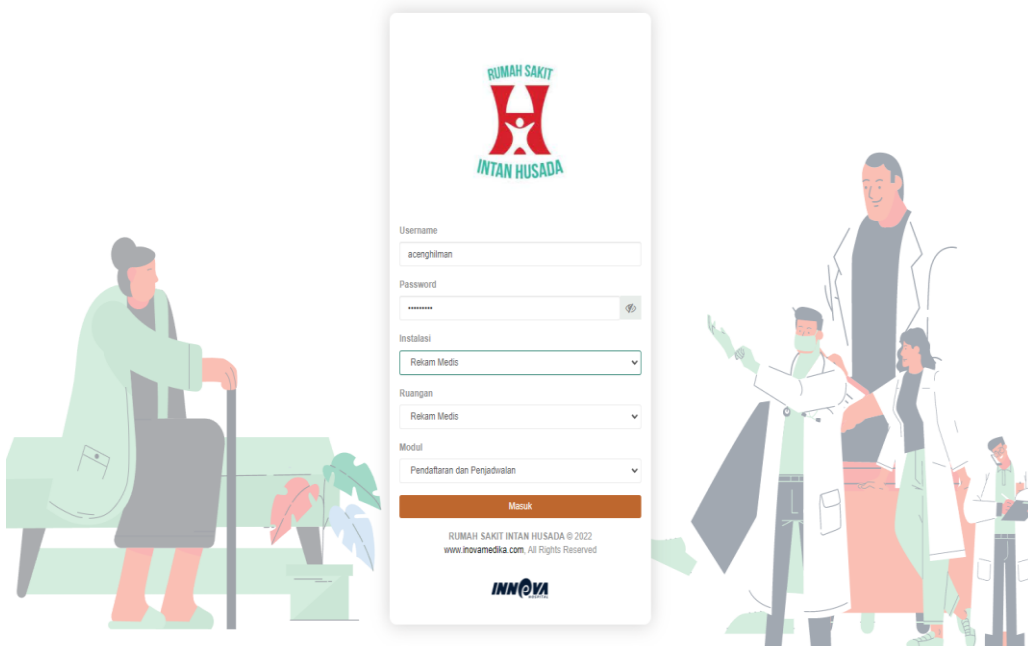 RUMAH SAKIT
INTAN HUSADA
Username
acenghilman
Password
•••••••••
Instalasi
Rekam Medis
Ruangan
Rekam Medis
Modul
Pendaftaran dan Penjadwalan
Masuk
RUMAH SAKIT INTAN HUSADA © 2022
www.inovamedika.com, All Rights Reserved
INNOVA
HOSPITAL